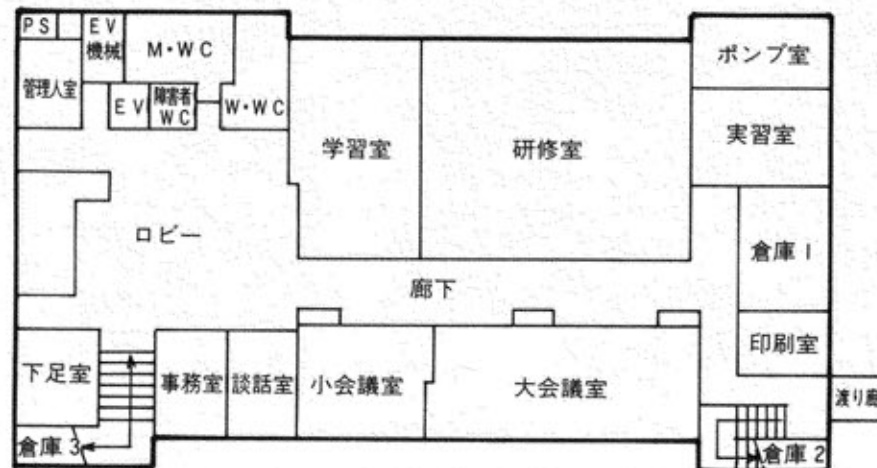 PS
EV
機械
M・WC
ポンプ室
管理人室
EV
障害者
WC
W・WC
学習室
研修室
実習室
ロビー
倉庫1
廊下
印刷室
下足室
事務室
談話室
小会議室
大会議室
渡り廊
倉庫3
倉庫2